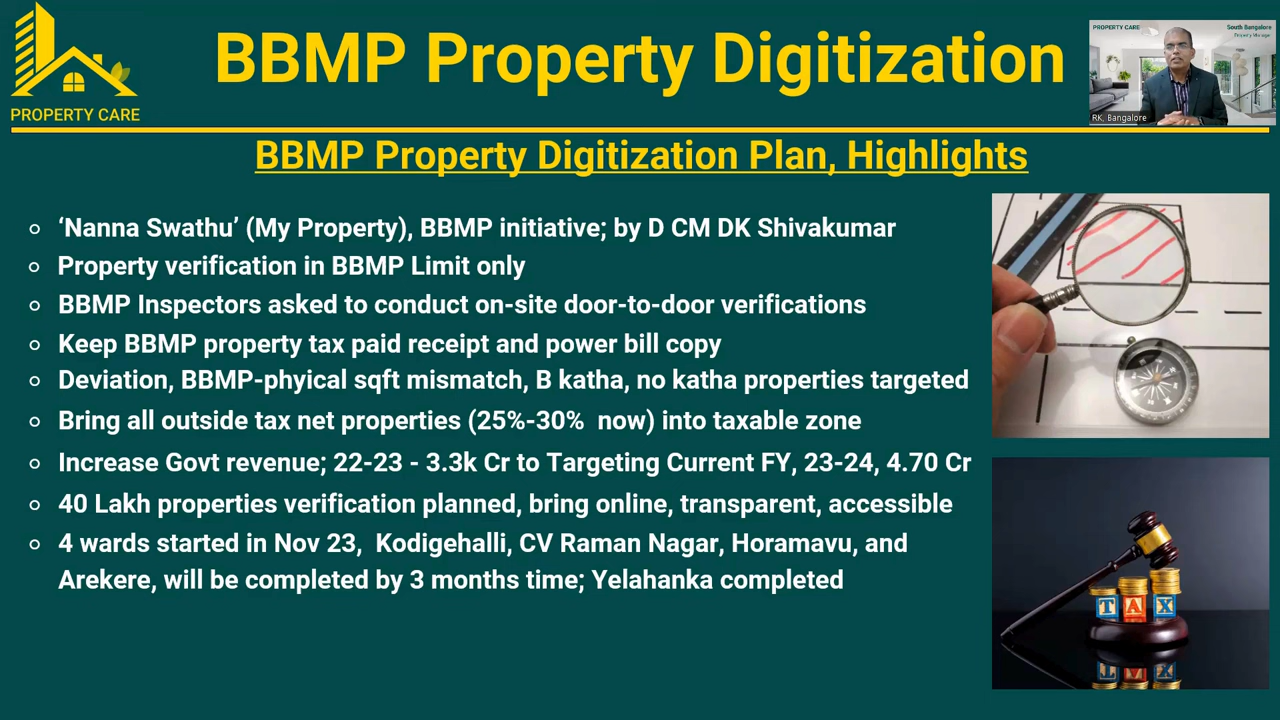 BBMP Property Digitization
PROPERTY CARE
PROPERTY CARE
South Bangalore
Property Manager
RK, Bangalore
BBMP Property Digitization Plan, Highlights
‘Nanna Swathu’ (My Property), BBMP initiative; by D CM DK Shivakumar
Property verification in BBMP Limit only
BBMP Inspectors asked to conduct on-site door-to-door verifications
Keep BBMP property tax paid receipt and power bill copy
Deviation, BBMP-phyical sqft mismatch, B katha, no katha properties targeted
Bring all outside tax net properties (25%-30% now) into taxable zone
Increase Govt revenue; 22-23 - 3.3k Cr to Targeting Current FY, 23-24, 4.70 Cr
40 Lakh properties verification planned, bring online, transparent, accessible
4 wards started in Nov 23, Kodigehalli, CV Raman Nagar, Horamavu, and
Arekere, will be completed by 3 months time; Yelahanka completed
TAX